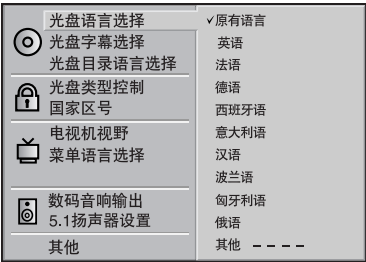 光盘语言选择
光盘字幕选择
光盘目录语言选择
光盘类型控制
国家区号
电视机视野
菜单语言选择
数码音响输出
5.1扬声器设置
其他
✓原有语言
英语
法语
德语
西班牙语
意大利语
汉语
波兰语
匈牙利语
俄语
其他 – – – –